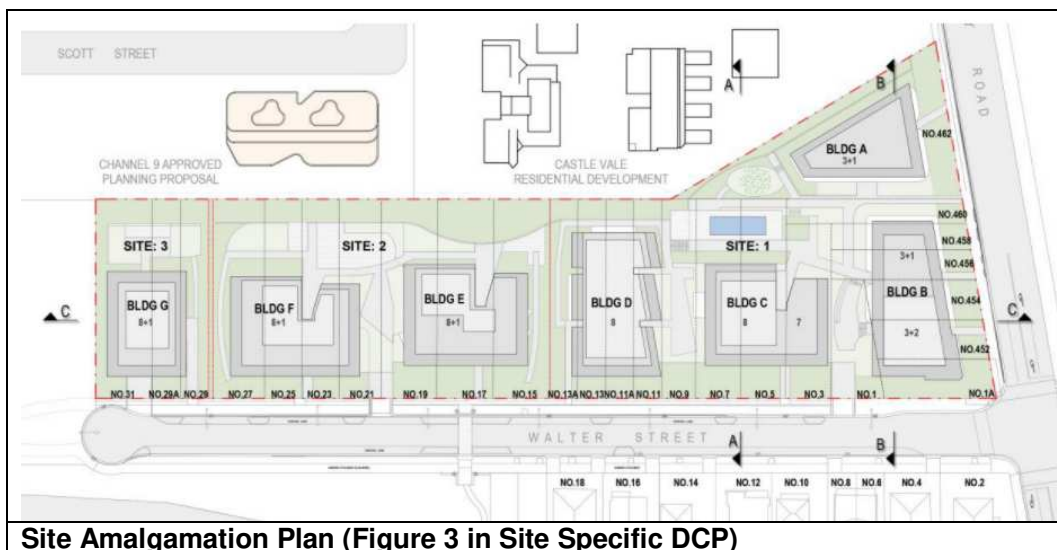 SCOTT STREET
ROAD
A
B
NO.462
BLDG A
3+1
CHANNEL 9 APPROVED
PLANNING PROPOSAL
CASTLE VALE
RESIDENTIAL DEVELOPMENT
NO.460
SITE: 3
SITE: 2
SITE: 1
NO.458
3+1
NO.456
BLDG G
8+1
BLDG F
8+1
BLDG E
8+1
BLDG D
8
BLDG C
8
7
BLDG B
3+2
NO.454
C
C
NO.452
NO.31
NO.29A
NO.29
NO.27
NO.25
NO.23
NO.21
NO.19
NO.17
NO.15
NO.13A
NO.13
NO.11A
NO.11
NO.9
NO.7
NO.5
NO.3
NO.1
NO.1A
WALTER STREET
A
B
NO.18
NO.16
NO.14
NO.12
NO.10
NO.8
NO.6
NO.4
NO.2
Site Amalgamation Plan (Figure 3 in Site Specific DCP)